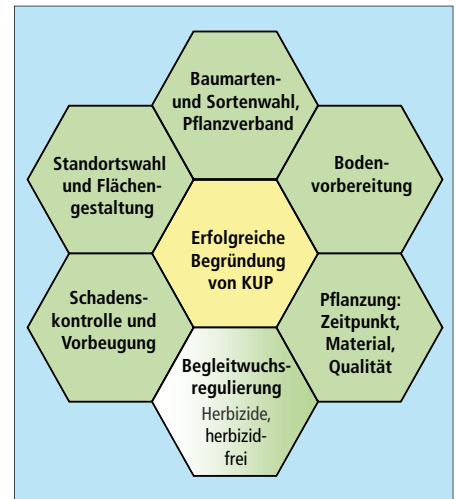 Baumarten-
und Sortenwahl,
Pflanzverband
Standortswahl
und Flächen-
gestaltung
Boden-
vorbereitung
Erfolgreiche
Begründung
von KUP
Schadens-
kontrolle und
Vorbeugung
Pflanzung:
Zeitpunkt,
Material,
Qualität
Begleitwuchs-
regulierung
Herbizide,
herbizid-
frei